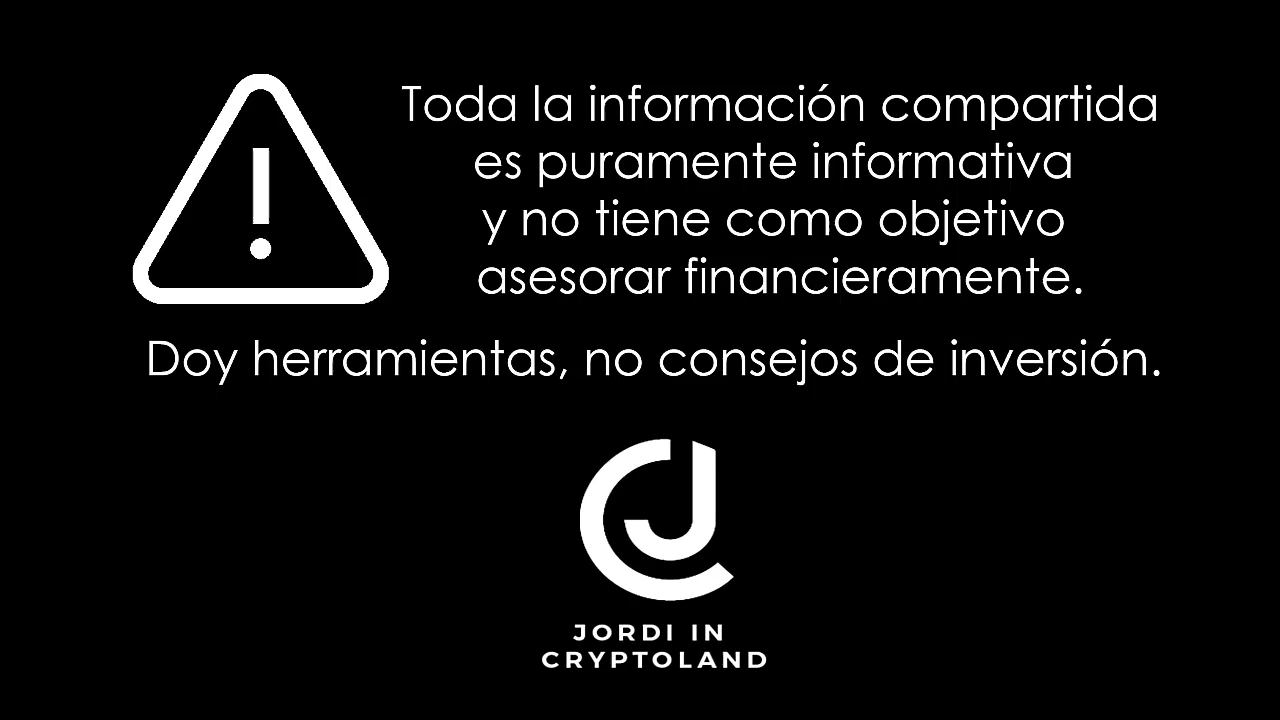 Toda la información compartida
es puramente informativa
y no tiene como objetivo
asesorar financieramente.
Doy herramientas, no consejos de inversión.
JORDI IN
CRYPTOLAND